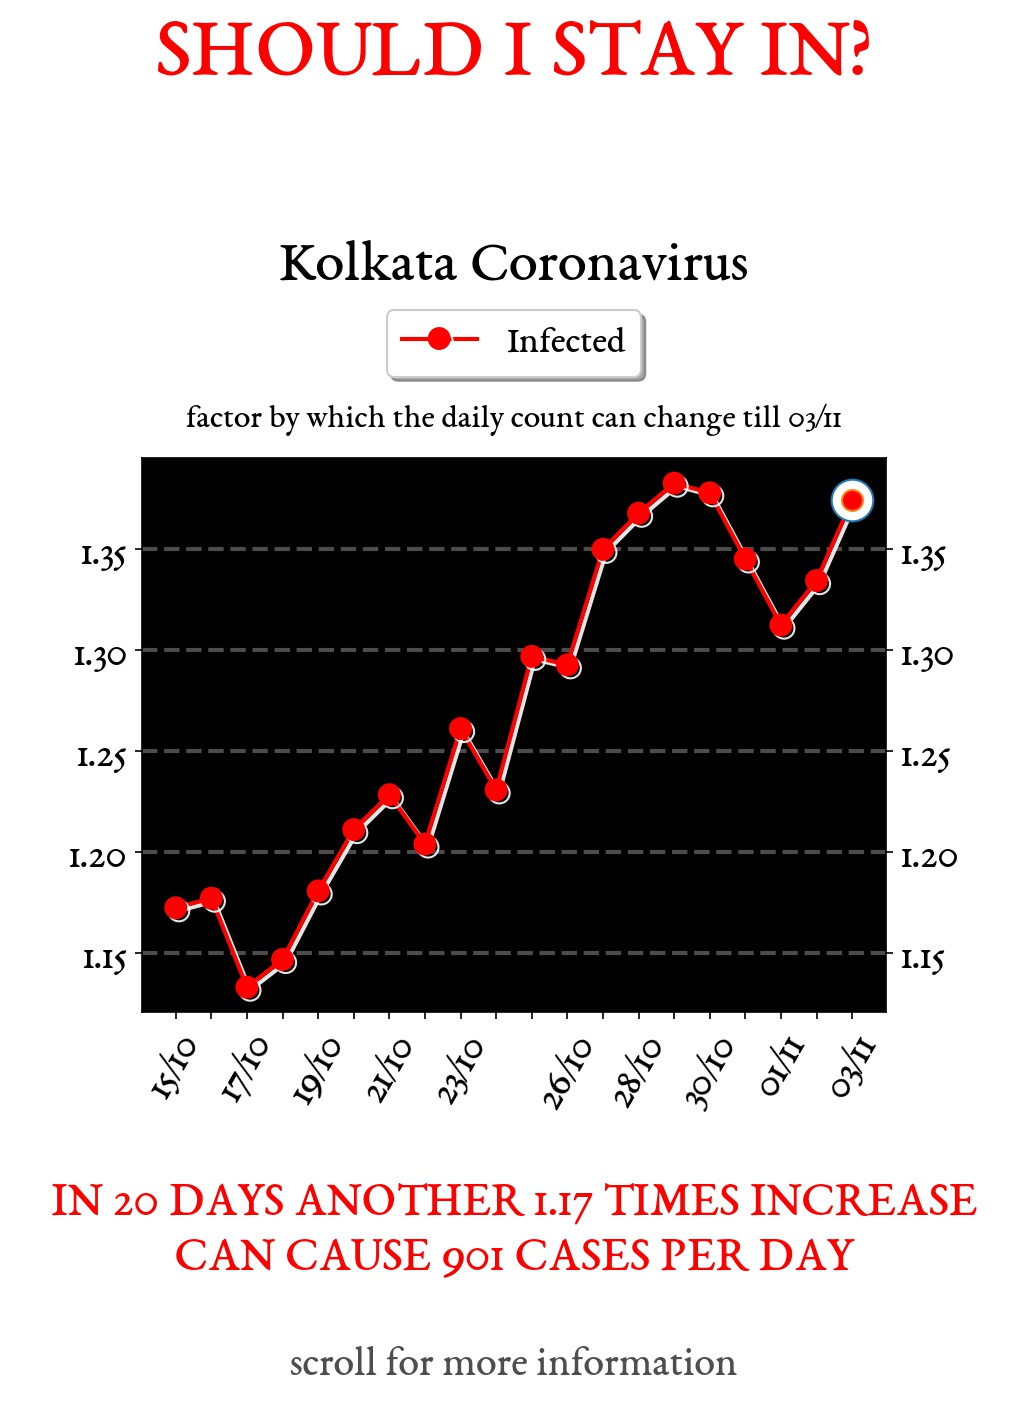 SHOULD I STAY IN?
Kolkata Coronavirus
Infected
factor by which the daily count can change till 03/11
1.35 1.35
1.30 1.30
1.25 1.25
1.20 1.20
1.15 1.15
15/10 17/10 19/10 21/10 23/10 26/10 28/10 30/10 01/11 03/11
IN 20 DAYS ANOTHER 1.17 TIMES INCREASE
CAN CAUSE 901 CASES PER DAY
scroll for more information